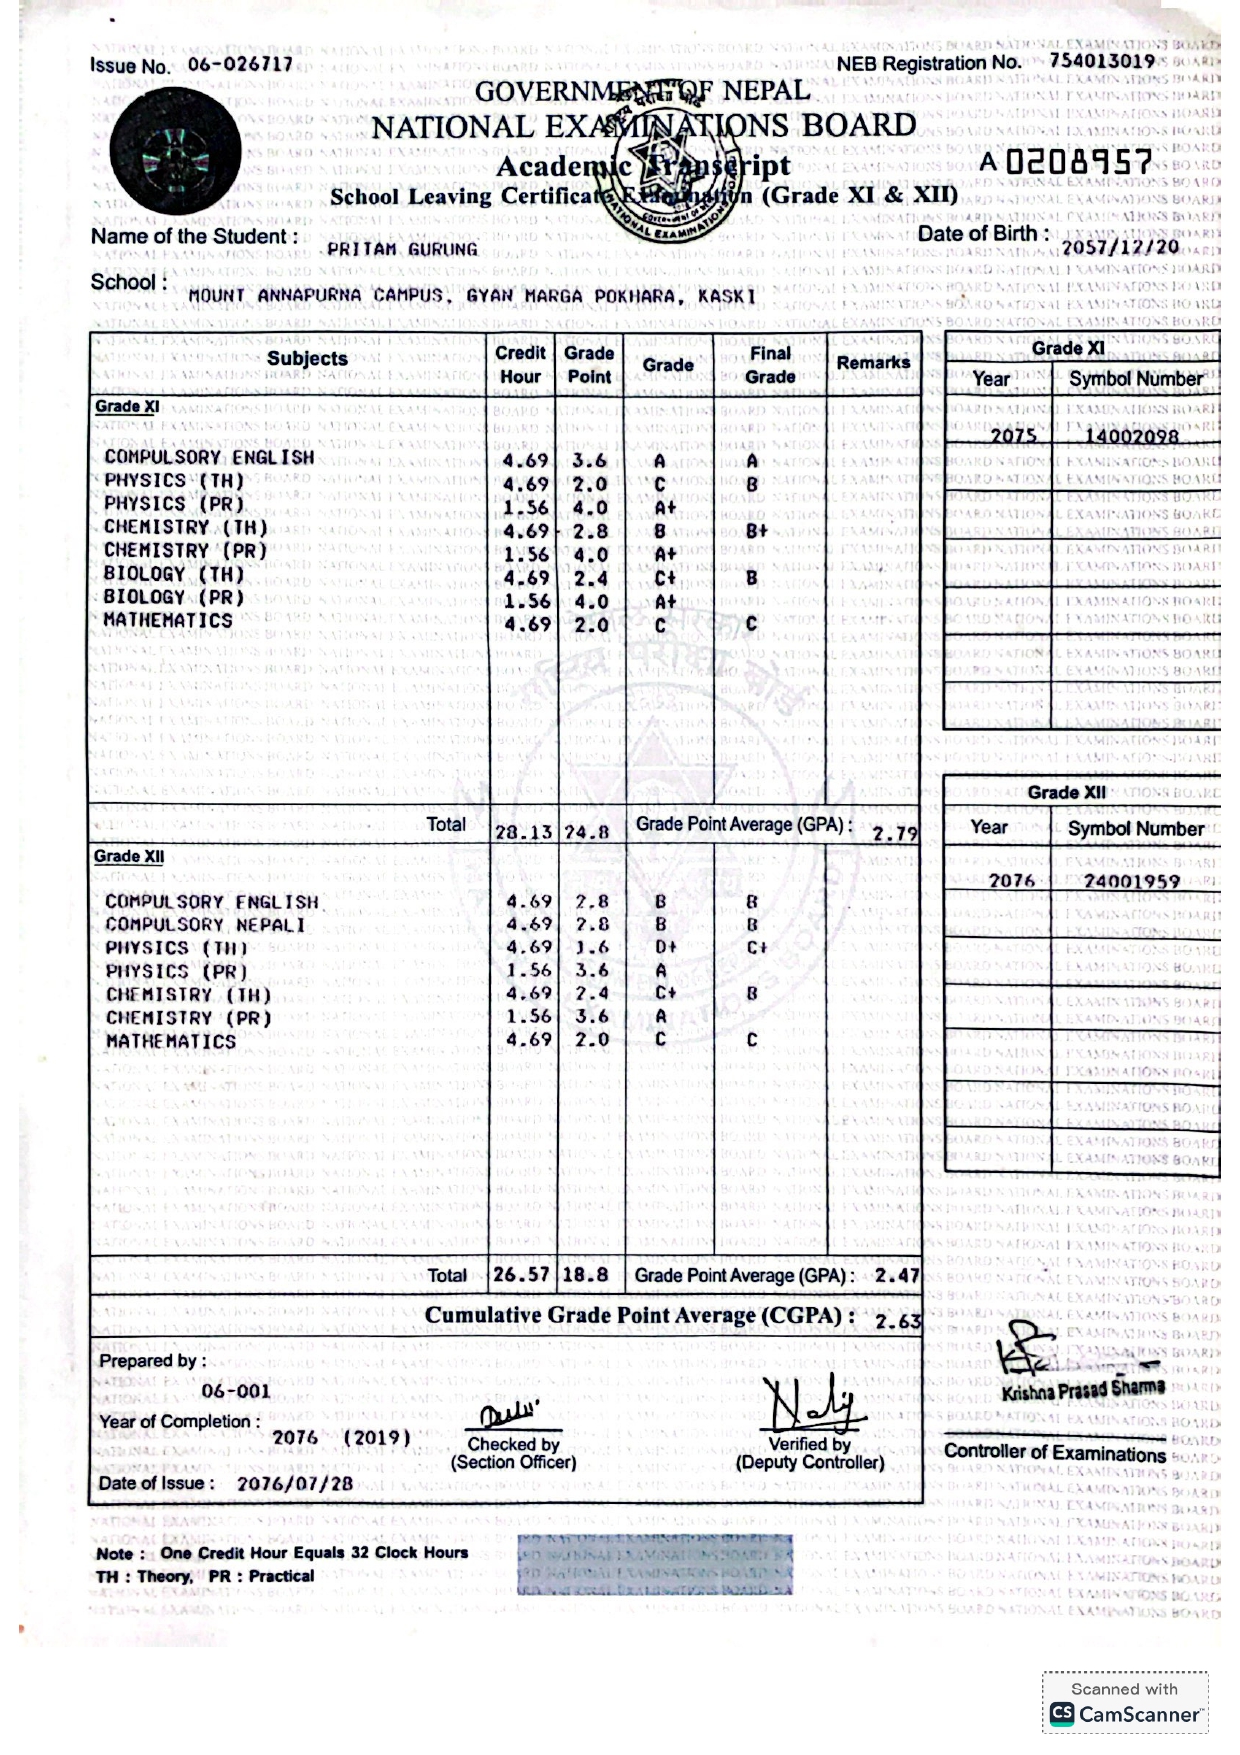 Issue No. 06-026717
NEB Registration No. 754013019
GOVERNMENT OF NEPAL
NATIONAL EXAMINATIONS BOARD
Academic Transcript
A 0208957
School Leaving Certificate Examination (Grade XI & XII)
Name of the Student : PRITAM GURUNG
Date of Birth : 2057/12/20
School : MOUNT ANNAPURNA CAMPUS, GYAN MARGA POKHARA, KASKI
Subjects Credit Hour Grade Point Grade Final Grade Remarks
Grade XI
COMPULSORY ENGLISH 4.69 3.6 A A
PHYSICS (TH) 4.69 2.0 C B
PHYSICS (PR) 1.56 4.0 A+
CHEMISTRY (TH) 4.69 2.8 B B+
CHEMISTRY (PR) 1.56 4.0 A+
BIOLOGY (TH) 4.69 2.4 C+ B
BIOLOGY (PR) 1.56 4.0 A+
MATHEMATICS 4.69 2.0 C C
Total 28.13 24.8 Grade Point Average (GPA) : 2.79
Grade XII
COMPULSORY ENGLISH 4.69 2.8 B B
COMPULSORY NEPALI 4.69 2.8 B B
PHYSICS (TH) 4.69 1.6 D+ C+
PHYSICS (PR) 1.56 3.6 A
CHEMISTRY (TH) 4.69 2.4 C+ B
CHEMISTRY (PR) 1.56 3.6 A
MATHEMATICS 4.69 2.0 C C
Total 26.57 18.8 Grade Point Average (GPA) : 2.47
Cumulative Grade Point Average (CGPA) : 2.63
Grade XI
Year Symbol Number
2075 14002098
Grade XII
Year Symbol Number
2076 24001959
Prepared by :
06-001
Year of Completion :
2076 (2019)
Date of Issue : 2076/07/28
Checked by
(Section Officer)
Verified by
(Deputy Controller)
Krishna Prasad Sharma
Controller of Examinations
Note : One Credit Hour Equals 32 Clock Hours
TH : Theory, PR : Practical
Scanned with
CS CamScanner